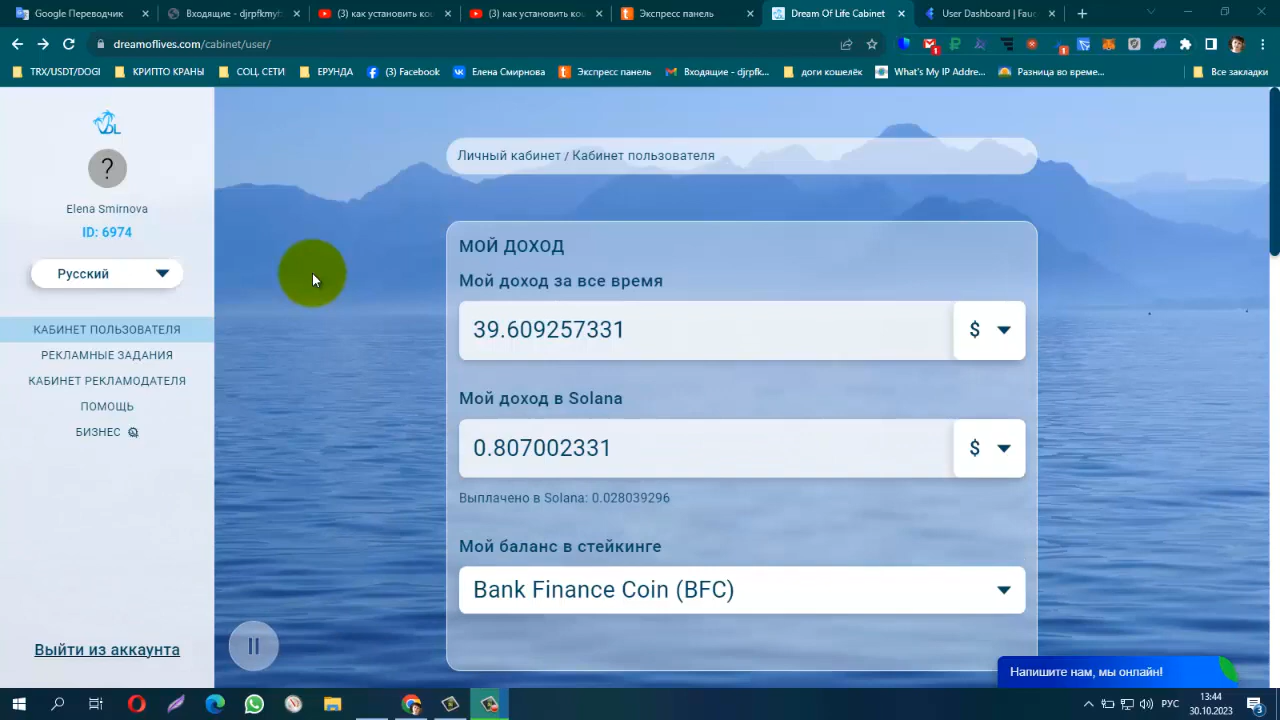 Google Переводчик
Входящие - djrpfkmyh
(3) как установить кош
(3) как установить кош
Экспресс панель
Dream Of Life Cabinet
User Dashboard | Fauc
dreamoflives.com/cabinet/user/
TRX/USDT/DOGI
КРИПТО КРАНЫ
СОЦ. СЕТИ
ЕРУНДА
(3) Facebook
Елена Смирнова
Экспресс панель
Входящие - djrpfk...
доги кошелёк
What's My IP Addre...
Разница во време...
Все закладки
DL
?
Elena Smirnova
ID: 6974
Русский
КАБИНЕТ ПОЛЬЗОВАТЕЛЯ
РЕКЛАМНЫЕ ЗАДАНИЯ
КАБИНЕТ РЕКЛАМОДАТЕЛЯ
ПОМОЩЬ
БИЗНЕС
Выйти из аккаунта
Личный кабинет / Кабинет пользователя
МОЙ ДОХОД
Мой доход за все время
39.609257331
$
Мой доход в Solana
0.807002331
$
Выплачено в Solana: 0.028039296
Мой баланс в стейкинге
Bank Finance Coin (BFC)
Напишите нам, мы онлайн!
РУС
13:44
30.10.2023
3